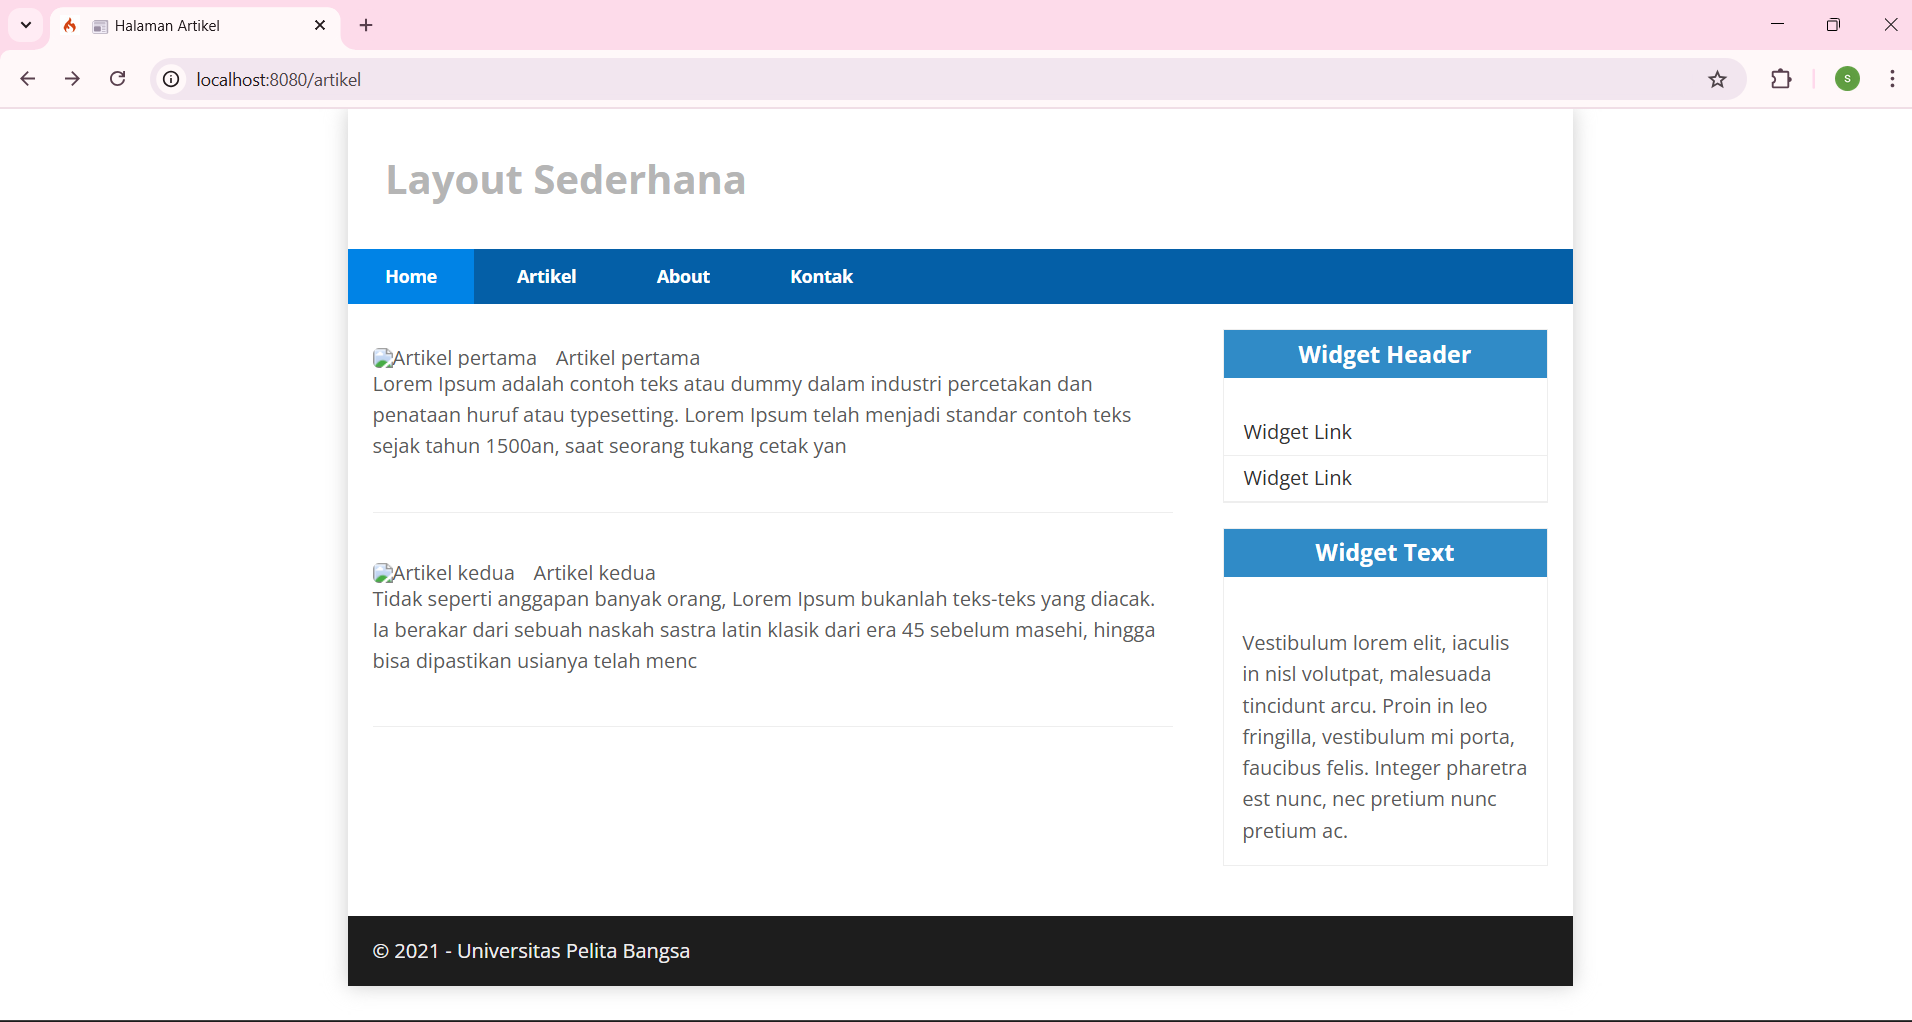 Halaman Artikel
localhost:8080/artikel
S
Layout Sederhana
Home Artikel About Kontak
Artikel pertama Artikel pertama
Lorem Ipsum adalah contoh teks atau dummy dalam industri percetakan dan
penataan huruf atau typesetting. Lorem Ipsum telah menjadi standar contoh teks
sejak tahun 1500an, saat seorang tukang cetak yan
Artikel kedua Artikel kedua
Tidak seperti anggapan banyak orang, Lorem Ipsum bukanlah teks-teks yang diacak.
Ia berakar dari sebuah naskah sastra latin klasik dari era 45 sebelum masehi, hingga
bisa dipastikan usianya telah menc
Widget Header
Widget Link
Widget Link
Widget Text
Vestibulum lorem elit, iaculis
in nisl volutpat, malesuada
tincidunt arcu. Proin in leo
fringilla, vestibulum mi porta,
faucibus felis. Integer pharetra
est nunc, nec pretium nunc
pretium ac.
© 2021 - Universitas Pelita Bangsa